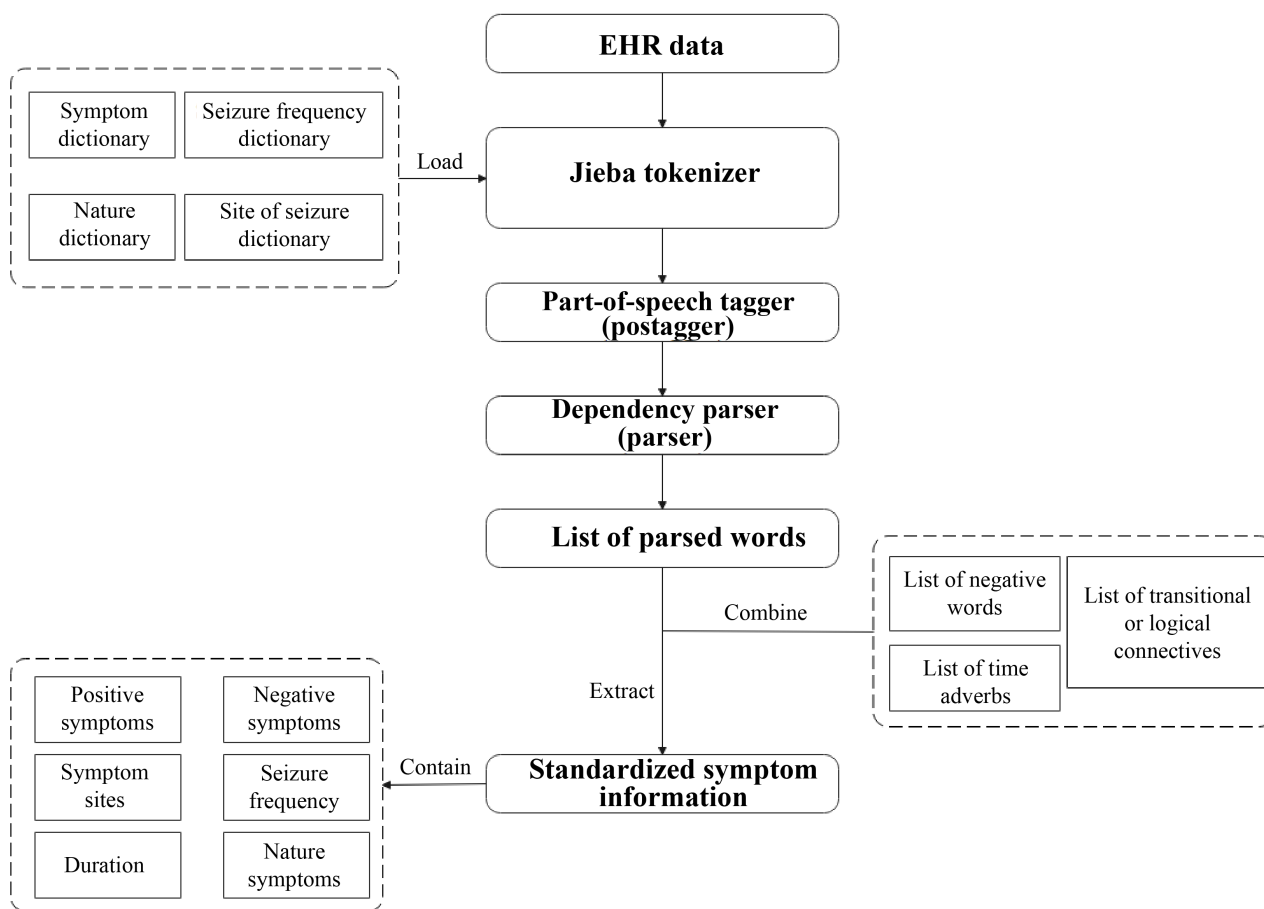 EHR data
Symptom
dictionary
Seizure frequency
dictionary
Nature
dictionary
Site of seizure
dictionary
Load
Jieba tokenizer
Part-of-speech tagger
(postagger)
Dependency parser
(parser)
List of parsed words
Combine
List of negative
words
List of time
adverbs
List of transitional
or logical
connectives
Extract
Standardized symptom
information
Contain
Positive
symptoms
Negative
symptoms
Symptom
sites
Seizure
frequency
Duration
Nature
symptoms